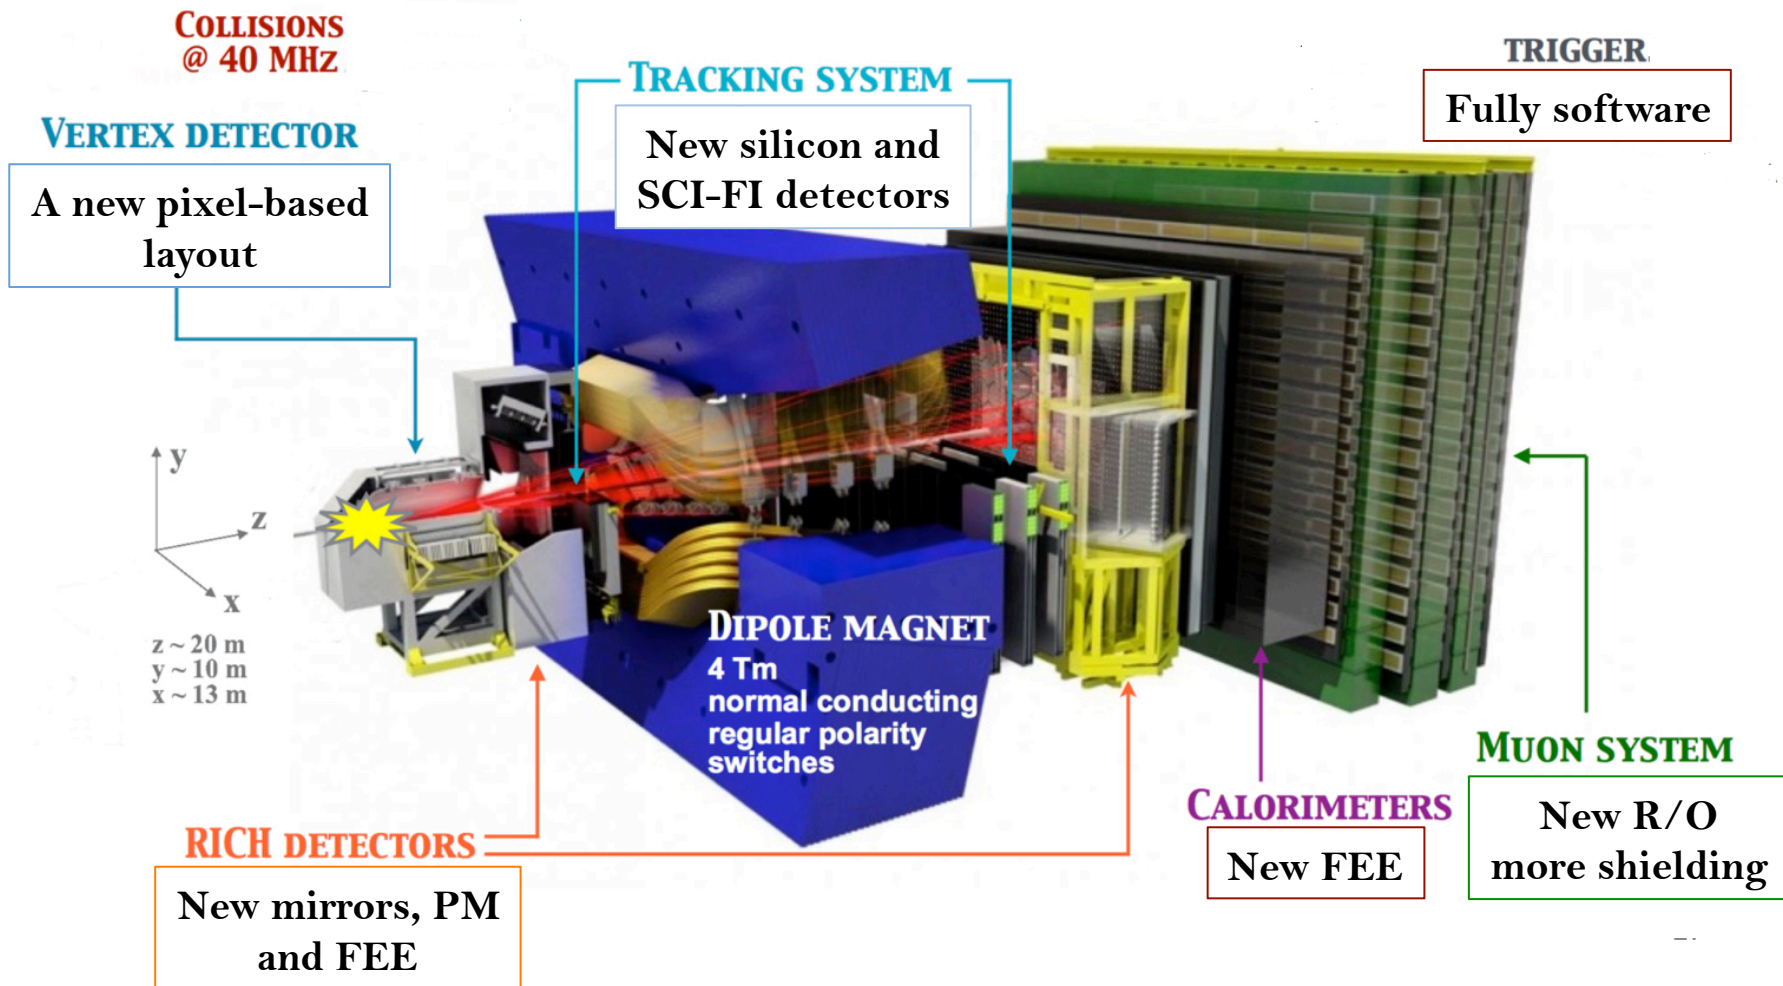 COLLISIONS
@ 40 MHZ
VERTEX DETECTOR
A new pixel-based
layout
TRACKING SYSTEM
New silicon and
SCI-FI detectors
TRIGGER
Fully software
y
z
x
z ~ 20 m
y ~ 10 m
x ~ 13 m
DIPOLE MAGNET
4 Tm
normal conducting
regular polarity
switches
RICH DETECTORS
New mirrors, PM
and FEE
CALORIMETERS
New FEE
MUON SYSTEM
New R/O
more shielding